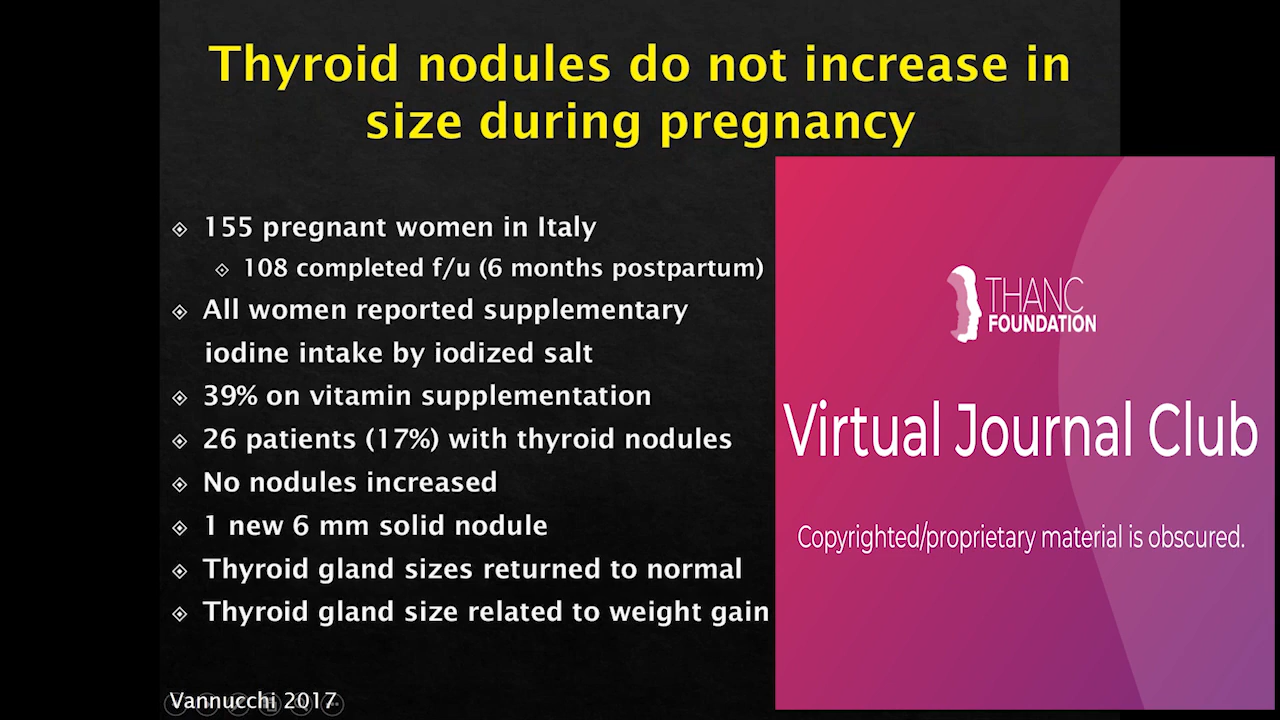 Thyroid nodules do not increase in
size during pregnancy
155 pregnant women in Italy
108 completed f/u (6 months postpartum)
All women reported supplementary
iodine intake by iodized salt
39% on vitamin supplementation
26 patients (17%) with thyroid nodules
No nodules increased
1 new 6 mm solid nodule
Thyroid gland sizes returned to normal
Thyroid gland size related to weight gain
Vannucchi 2017
THANC
FOUNDATION
Virtual Journal Club
Copyrighted/proprietary material is obscured.